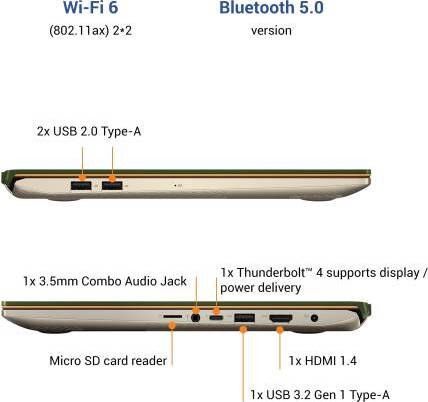 Wi-Fi 6
Bluetooth 5.0
(802.11ax) 2*2
version
2x USB 2.0 Type-A
1x 3.5mm Combo Audio Jack
1x Thunderbolt™ 4 supports display /
power delivery
Micro SD card reader
1x HDMI 1.4
1x USB 3.2 Gen 1 Type-A